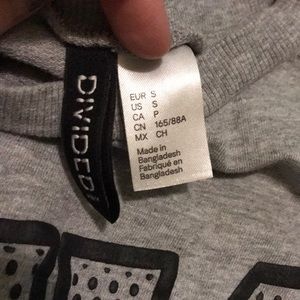 DIVIDED
EUR S
US S
CA P
CN 165/88A
MX CH
Made in
Bangladesh
Fabriqué en
Bangladesh